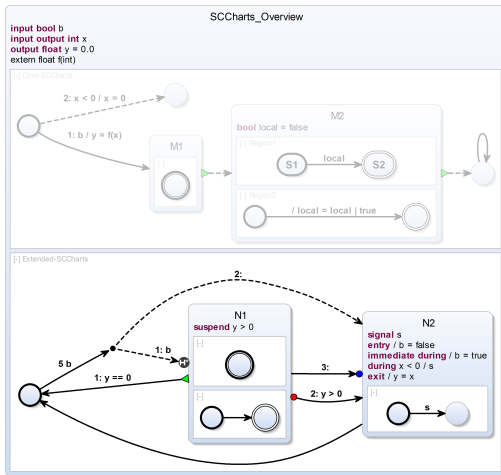 SCCharts_Overview
input bool b
input output int x
output float y = 0.0
extern float f(int)
[-] Core-SCCharts
2: x < 0 / x = 0
1: b / y = f(x)
M1
[-]
M2
bool local = false
[-] Region1
S1
local
S2
[-] Region2
/ local = local | true
[-] Extended-SCCharts
2:
5 b
1: b
H*
1: y == 0
N1
suspend y > 0
[-]
[-]
3:
2: y > 0
N2
signal s
entry / b = false
immediate during / b = true
during x < 0 / s
exit / y = x
[-]
s